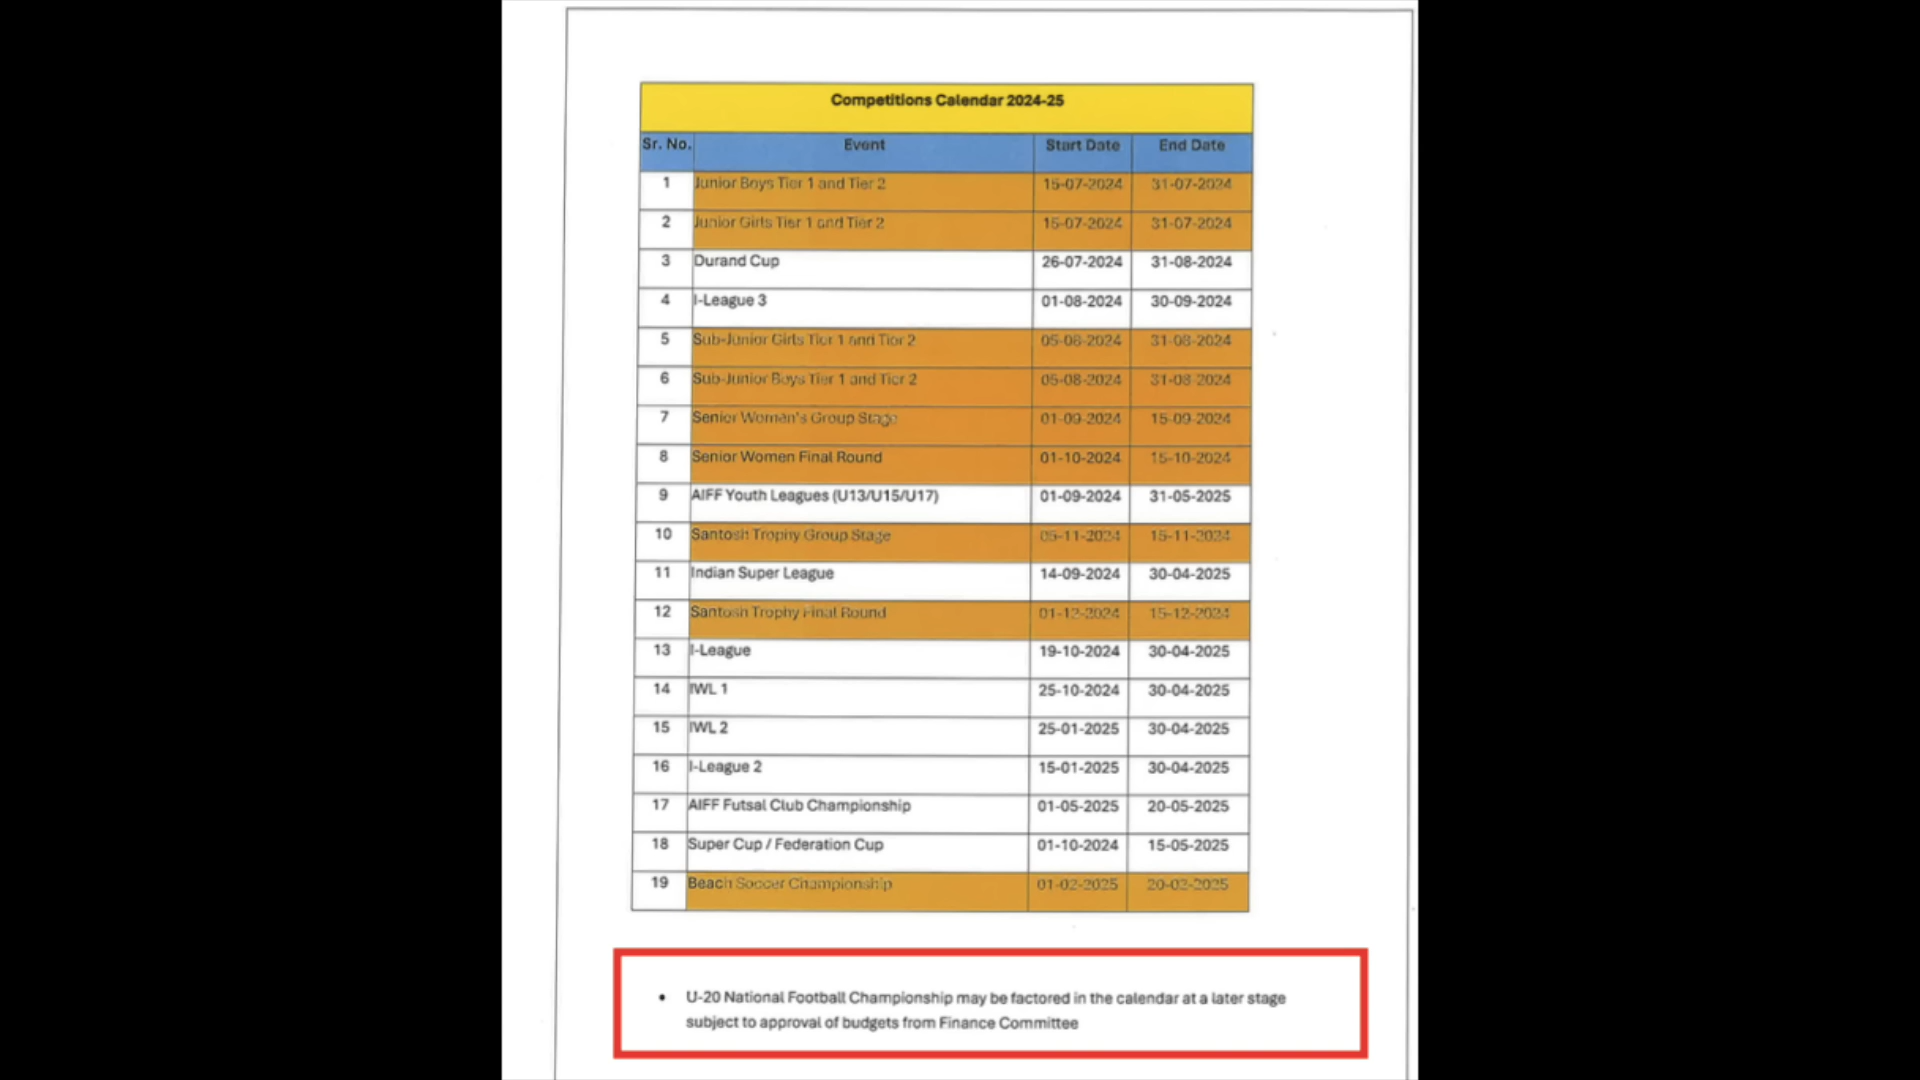 Competitions Calendar 2024-25
Sr. No. Event Start Date End Date
1 Junior Boys Tier 1 and Tier 2 15-07-2024 31-07-2024
2 Junior Girls Tier 1 and Tier 2 15-07-2024 31-07-2024
3 Durand Cup 26-07-2024 31-08-2024
4 I-League 3 01-08-2024 30-09-2024
5 Sub-Junior Girls Tier 1 and Tier 2 05-08-2024 31-08-2024
6 Sub-Junior Boys Tier 1 and Tier 2 05-08-2024 31-08-2024
7 Senior Women's Group Stage 01-09-2024 15-09-2024
8 Senior Women Final Round 01-10-2024 15-10-2024
9 AIFF Youth Leagues (U13/U15/U17) 01-09-2024 31-05-2025
10 Santosh Trophy Group Stage 05-11-2024 15-11-2024
11 Indian Super League 14-09-2024 30-04-2025
12 Santosh Trophy Final Round 01-12-2024 15-12-2024
13 I-League 19-10-2024 30-04-2025
14 IWL 1 25-10-2024 30-04-2025
15 IWL 2 25-01-2025 30-04-2025
16 I-League 2 15-01-2025 30-04-2025
17 AIFF Futsal Club Championship 01-05-2025 20-05-2025
18 Super Cup / Federation Cup 01-10-2024 15-05-2025
19 Beach Soccer Championship 01-02-2025 20-02-2025
• U-20 National Football Championship may be factored in the calendar at a later stage
subject to approval of budgets from Finance Committee